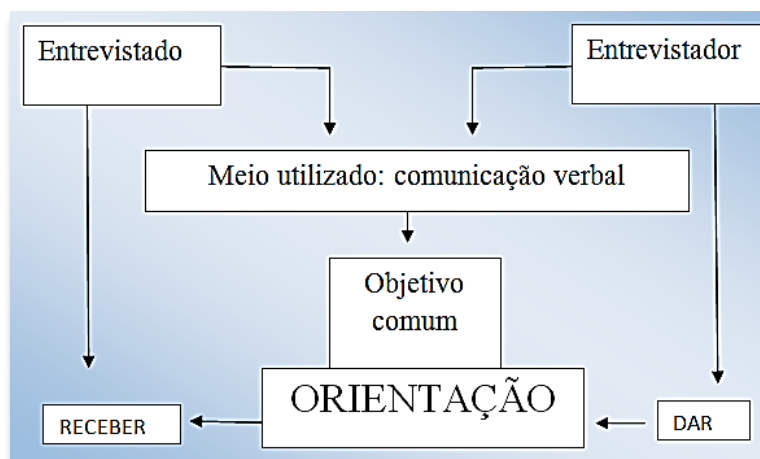 Entrevistado
Entrevistador
Meio utilizado: comunicação verbal
Objetivo
comum
ORIENTAÇÃO
RECEBER
DAR